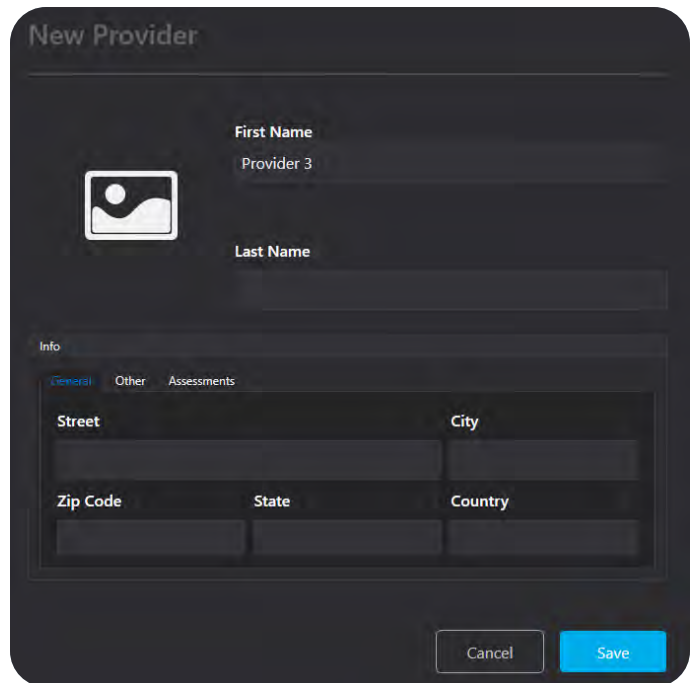 New Provider
First Name
Provider 3
Last Name
Info
General Other Assessments
Street City
Zip Code State Country
Cancel Save